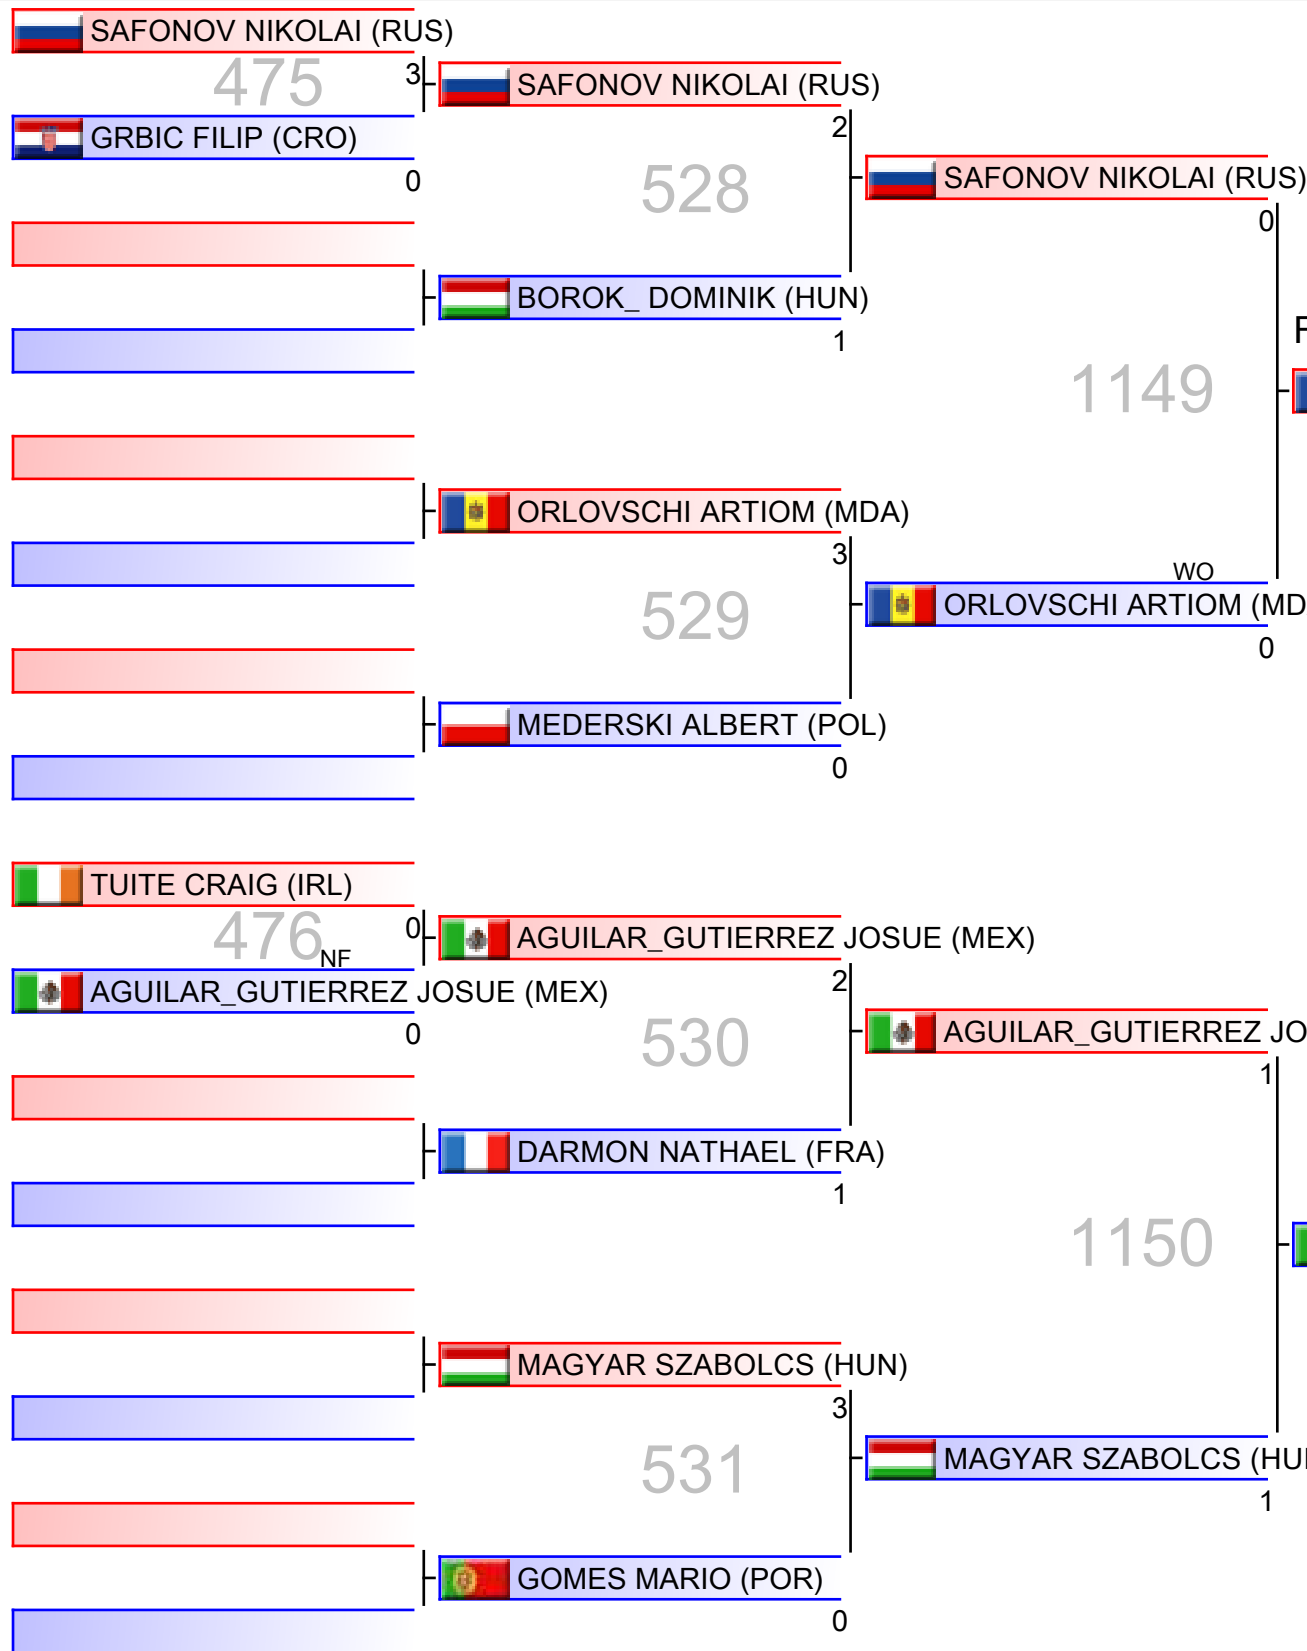 SAFONOV NIKOLAI (RUS)
475
3
SAFONOV NIKOLAI (RUS)
GRBIC FILIP (CRO)
2
0
528
SAFONOV NIKOLAI (RUS)
0
BOROK_ DOMINIK (HUN)
1
F
1149
ORLOVSCHI ARTIOM (MDA)
3
WO
529
ORLOVSCHI ARTIOM (MD
0
MEDERSKI ALBERT (POL)
0
TUITE CRAIG (IRL)
476
NF
0
AGUILAR_GUTIERREZ JOSUE (MEX)
AGUILAR_GUTIERREZ JOSUE (MEX)
2
0
530
AGUILAR_GUTIERREZ JO
1
DARMON NATHAEL (FRA)
1
1150
MAGYAR SZABOLCS (HUN)
3
531
MAGYAR SZABOLCS (HU
1
GOMES MARIO (POR)
0